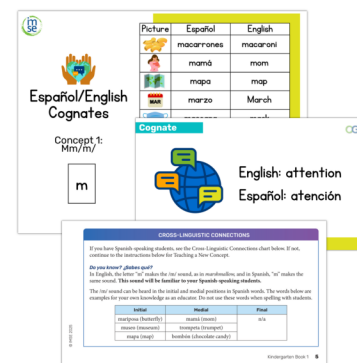 m
se
Español/English
Cognates
Concept 1:
Mm/m/
m
Picture Español English
macarrones macaroni
mamá mom
mapa map
MAR marzo March
Cognate
OG
English: attention
Español: atención
CROSS-LINGUISTIC CONNECTIONS
If you have Spanish-speaking students, see the Cross-Linguistic Connections chart below. If not,
continue to the instructions below for Teaching a New Concept.
Do you know? ¿Sabes qué?
In English, the letter "m" makes the /m/ sound, as in marshmallow, and in Spanish, "m" makes the
same sound. This sound will be familiar to your Spanish-speaking students.
The /m/ sound can be heard in the initial and medial positions in Spanish words. The words below are
examples for your own knowledge as an educator. Do not use these words when spelling with students.
Initial Medial Final
mariposa (butterfly) mamá (mom) n/a
museo (museum) trompeta (trumpet)
mapa (map) bombón (chocolate candy)
Kindergarten Book 1 5